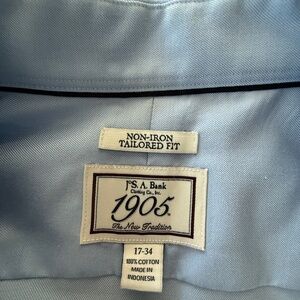 NON-IRON
TAILORED FIT
JoS. A. Bank
Clothing Co., Inc.
1905
The New Tradition
17-34
100% COTTON
MADE IN
INDONESIA